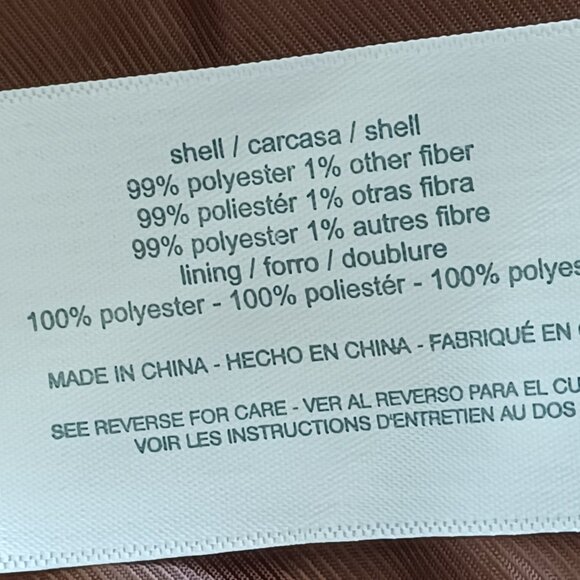 shell / carcasa / shell
99% polyester 1% other fiber
99% poliestér 1% otras fibra
99% polyester 1% autres fibre
lining / forro / doublure
100% polyester - 100% poliestér - 100% polyes
MADE IN CHINA - HECHO EN CHINA - FABRIQUÉ EN
SEE REVERSE FOR CARE - VER AL REVERSO PARA EL CU
VOIR LES INSTRUCTIONS D'ENTRETIEN AU DOS